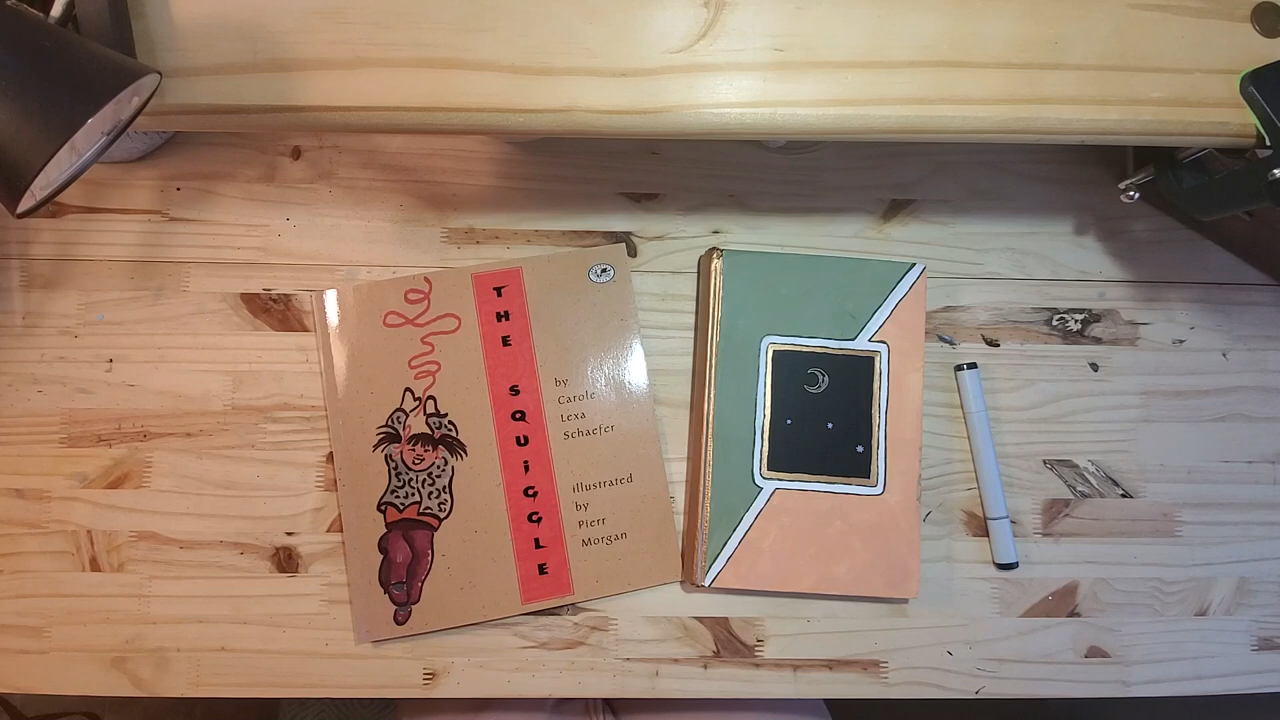 THE SQUiGGLE
by
Carole
Lexa
Schaefer
illustrated
by
Pierr
Morgan